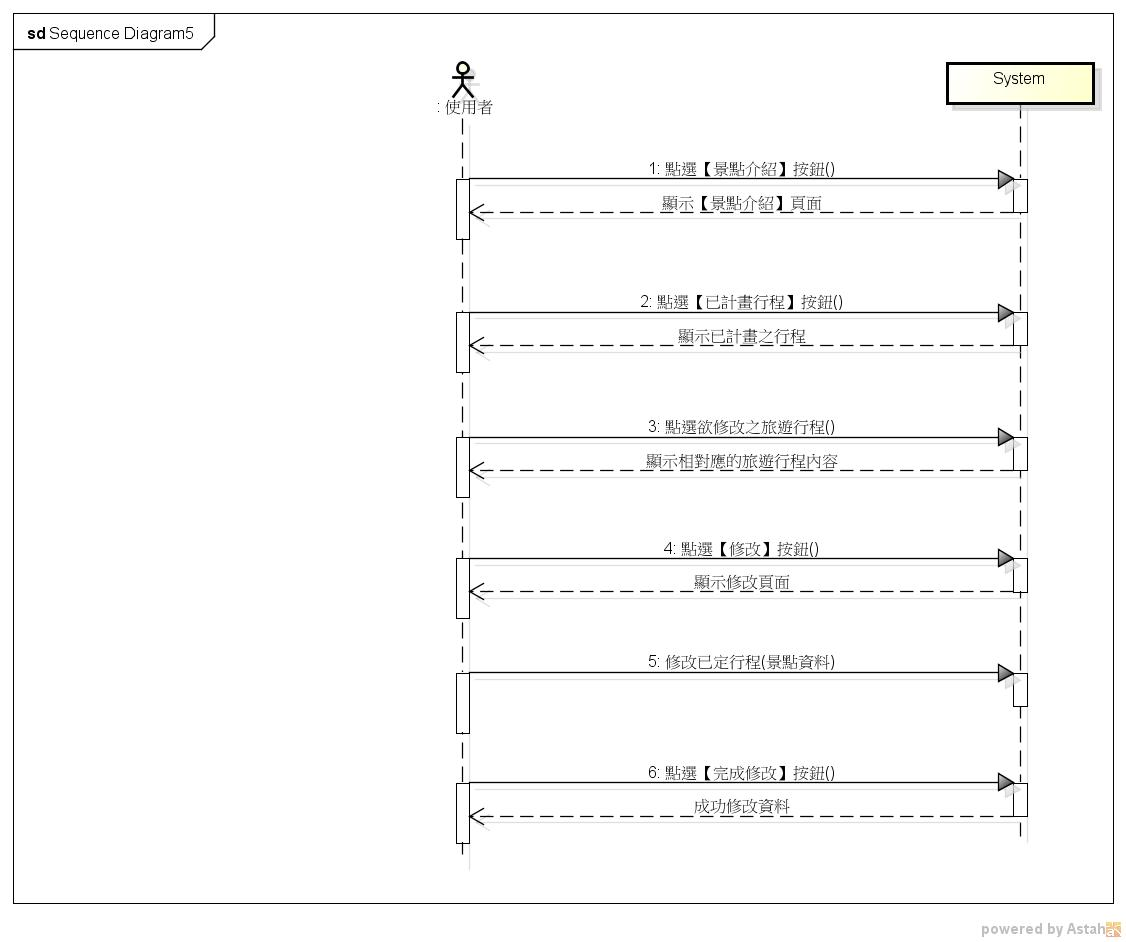 sd Sequence Diagram5
: 使用者
System
1: 點選【景點介紹】按鈕()
顯示【景點介紹】頁面
2: 點選【已計畫行程】按鈕()
顯示已計畫之行程
3: 點選欲修改之旅遊行程()
顯示相對應的旅遊行程內容
4: 點選【修改】按鈕()
顯示修改頁面
5: 修改已定行程(景點資料)
6: 點選【完成修改】按鈕()
成功修改資料
powered by Astah